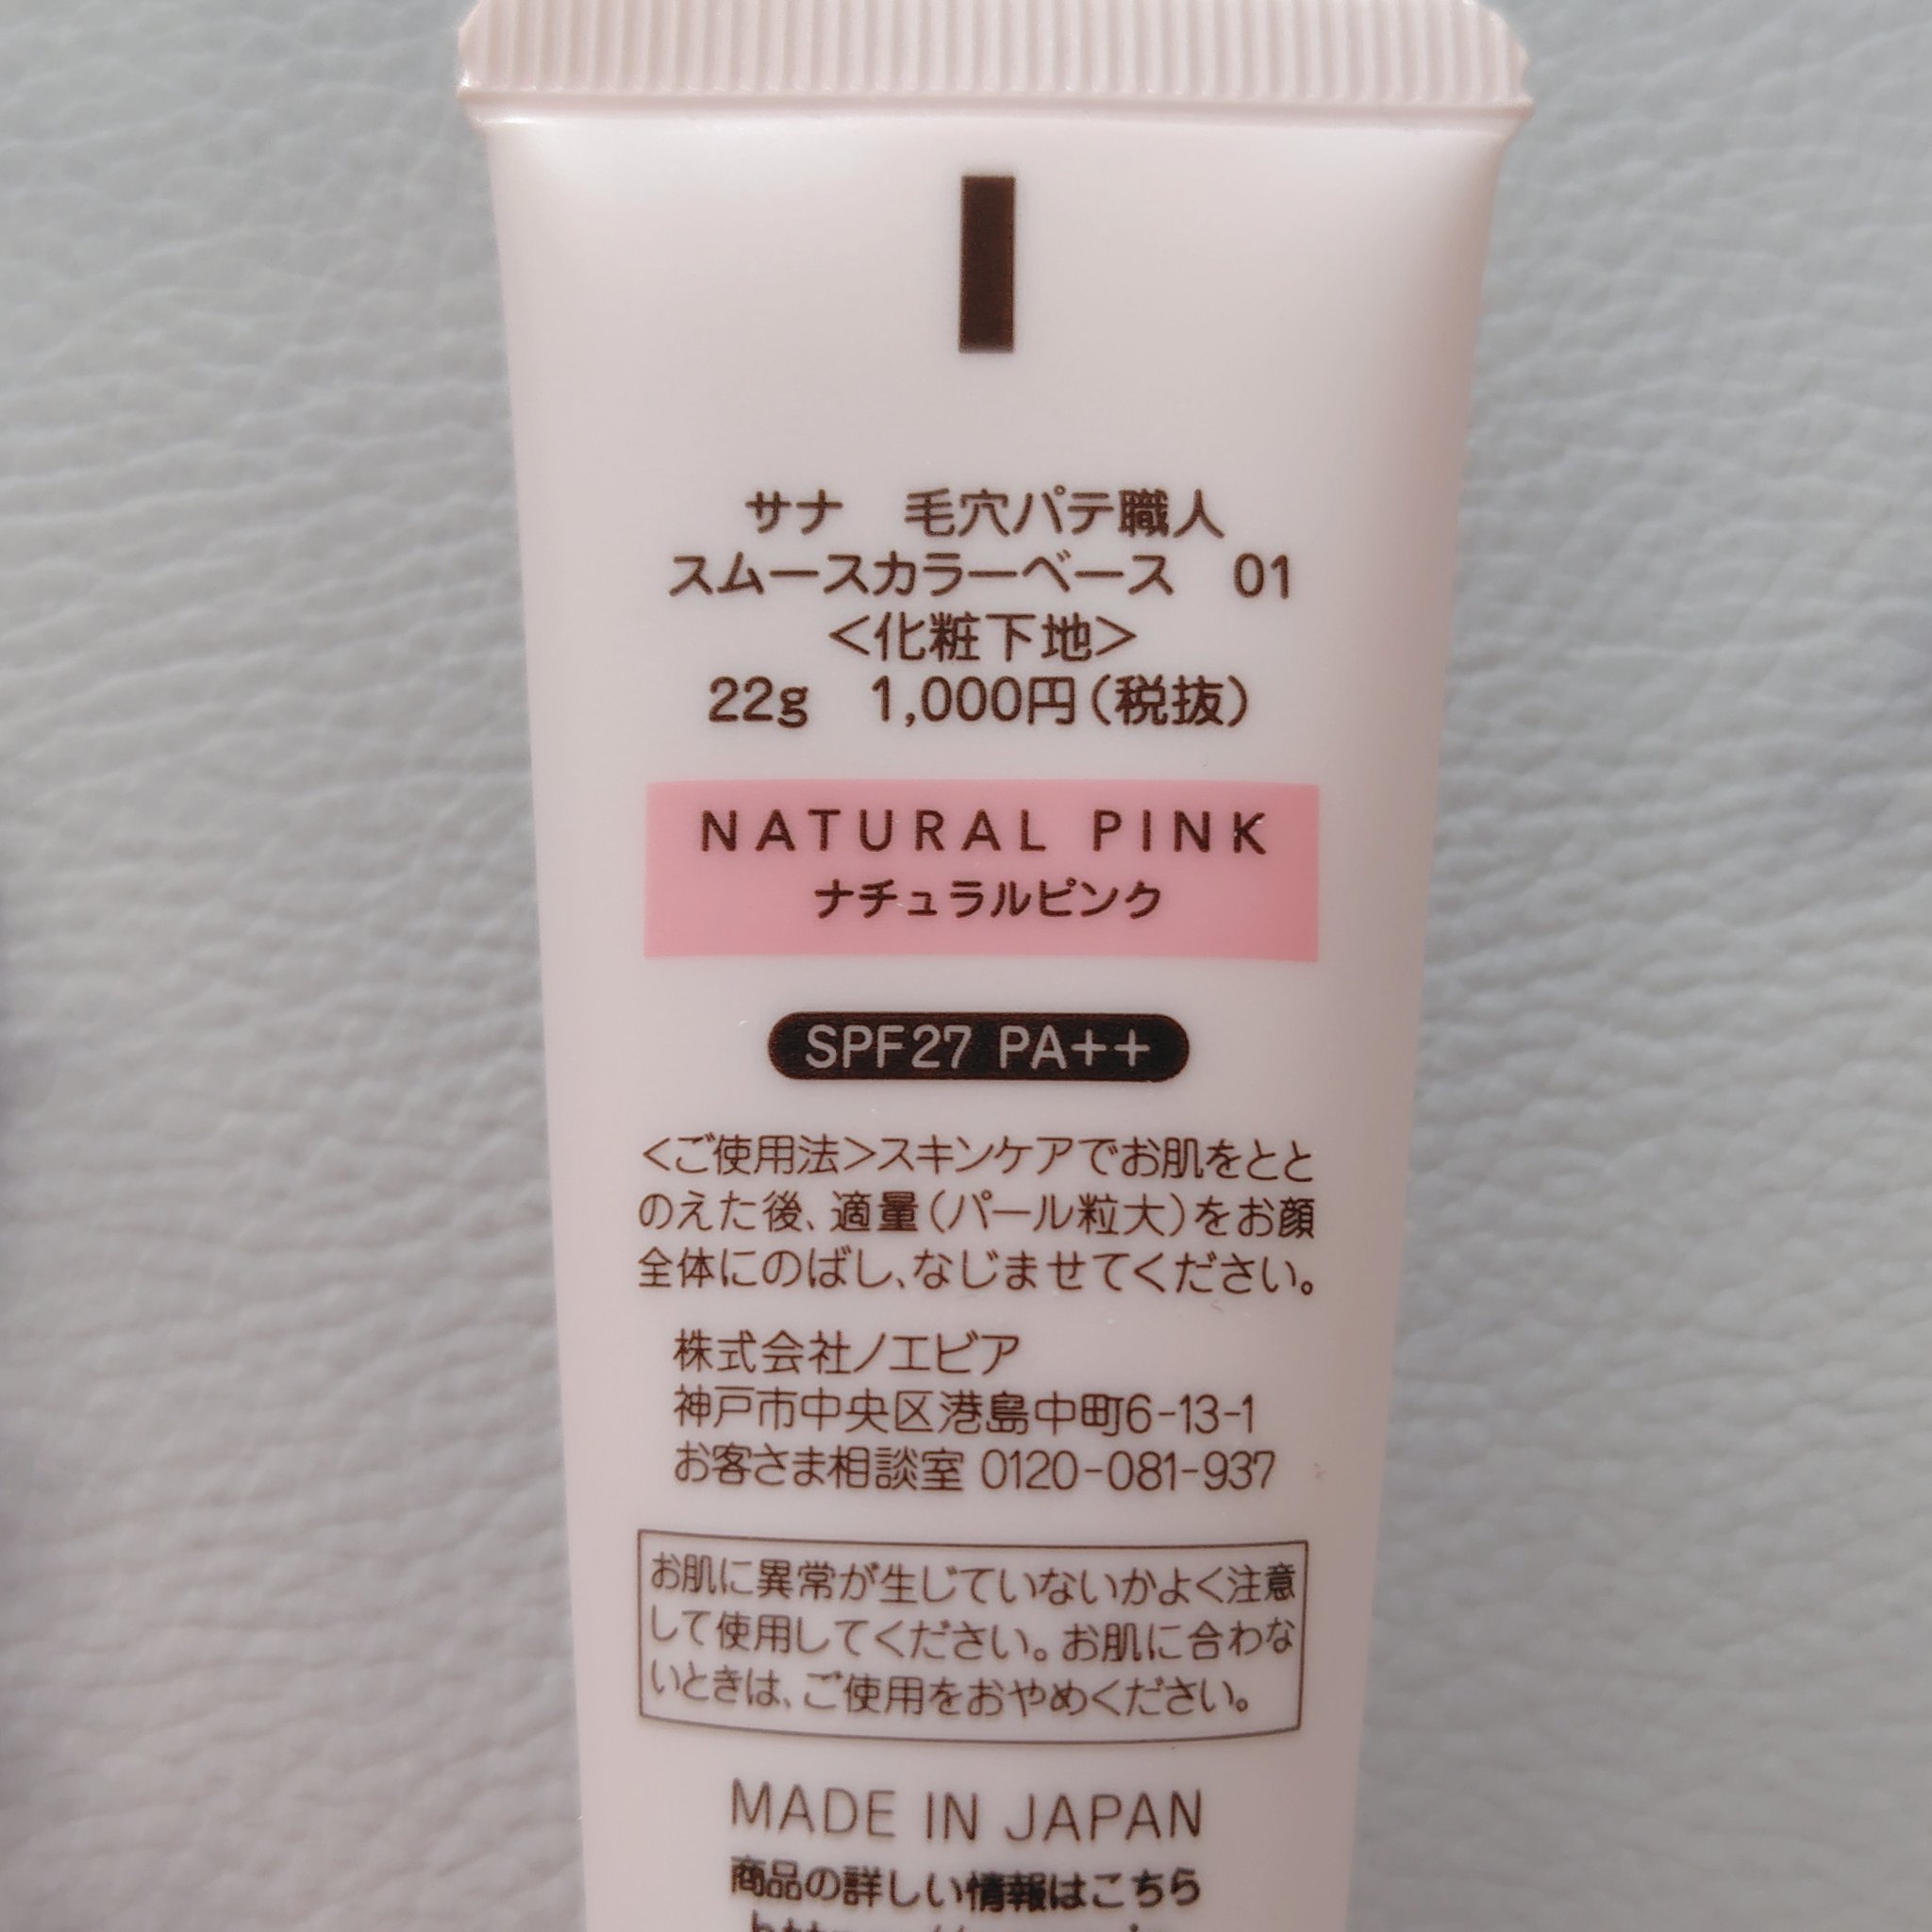 サナ　毛穴パテ職人
スムースカラーベース　01
＜化粧下地＞
22g　1,000円（税抜）
NATURAL PINK
ナチュラルピンク
SPF27 PA++
＜ご使用法＞スキンケアでお肌をとと
のえた後、適量（パール粒大）をお顔
全体にのばし、なじませてください。
株式会社ノエビア
神戸市中央区港島中町6-13-1
お客さま相談室 0120-081-937
お肌に異常が生じていないかよく注意
して使用してください。お肌に合わな
いときは、ご使用をおやめください。
MADE IN JAPAN
商品の詳しい情報はこちら